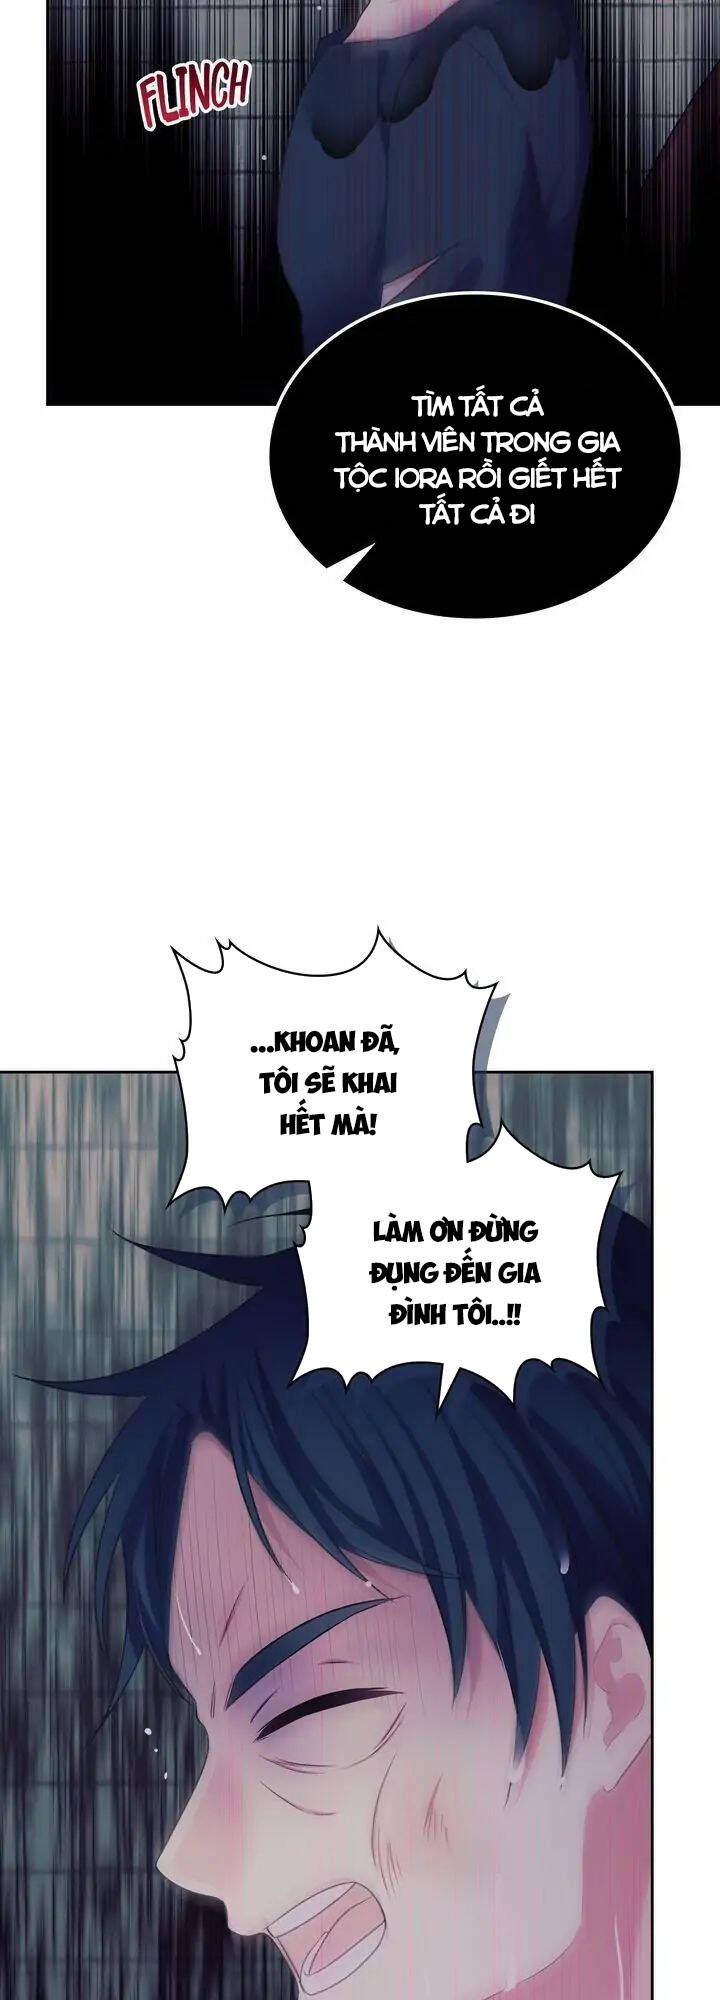 FLINCH
TÌM TẤT CẢ
THÀNH VIÊN TRONG GIA
TỘC IORA RỒI GIẾT HẾT
TẤT CẢ ĐI
...KHOAN ĐÃ,
TÔI SẼ KHAI
HẾT MÀ!
LÀM ƠN ĐỪNG
ĐỤNG ĐẾN GIA
ĐÌNH TÔI..!!